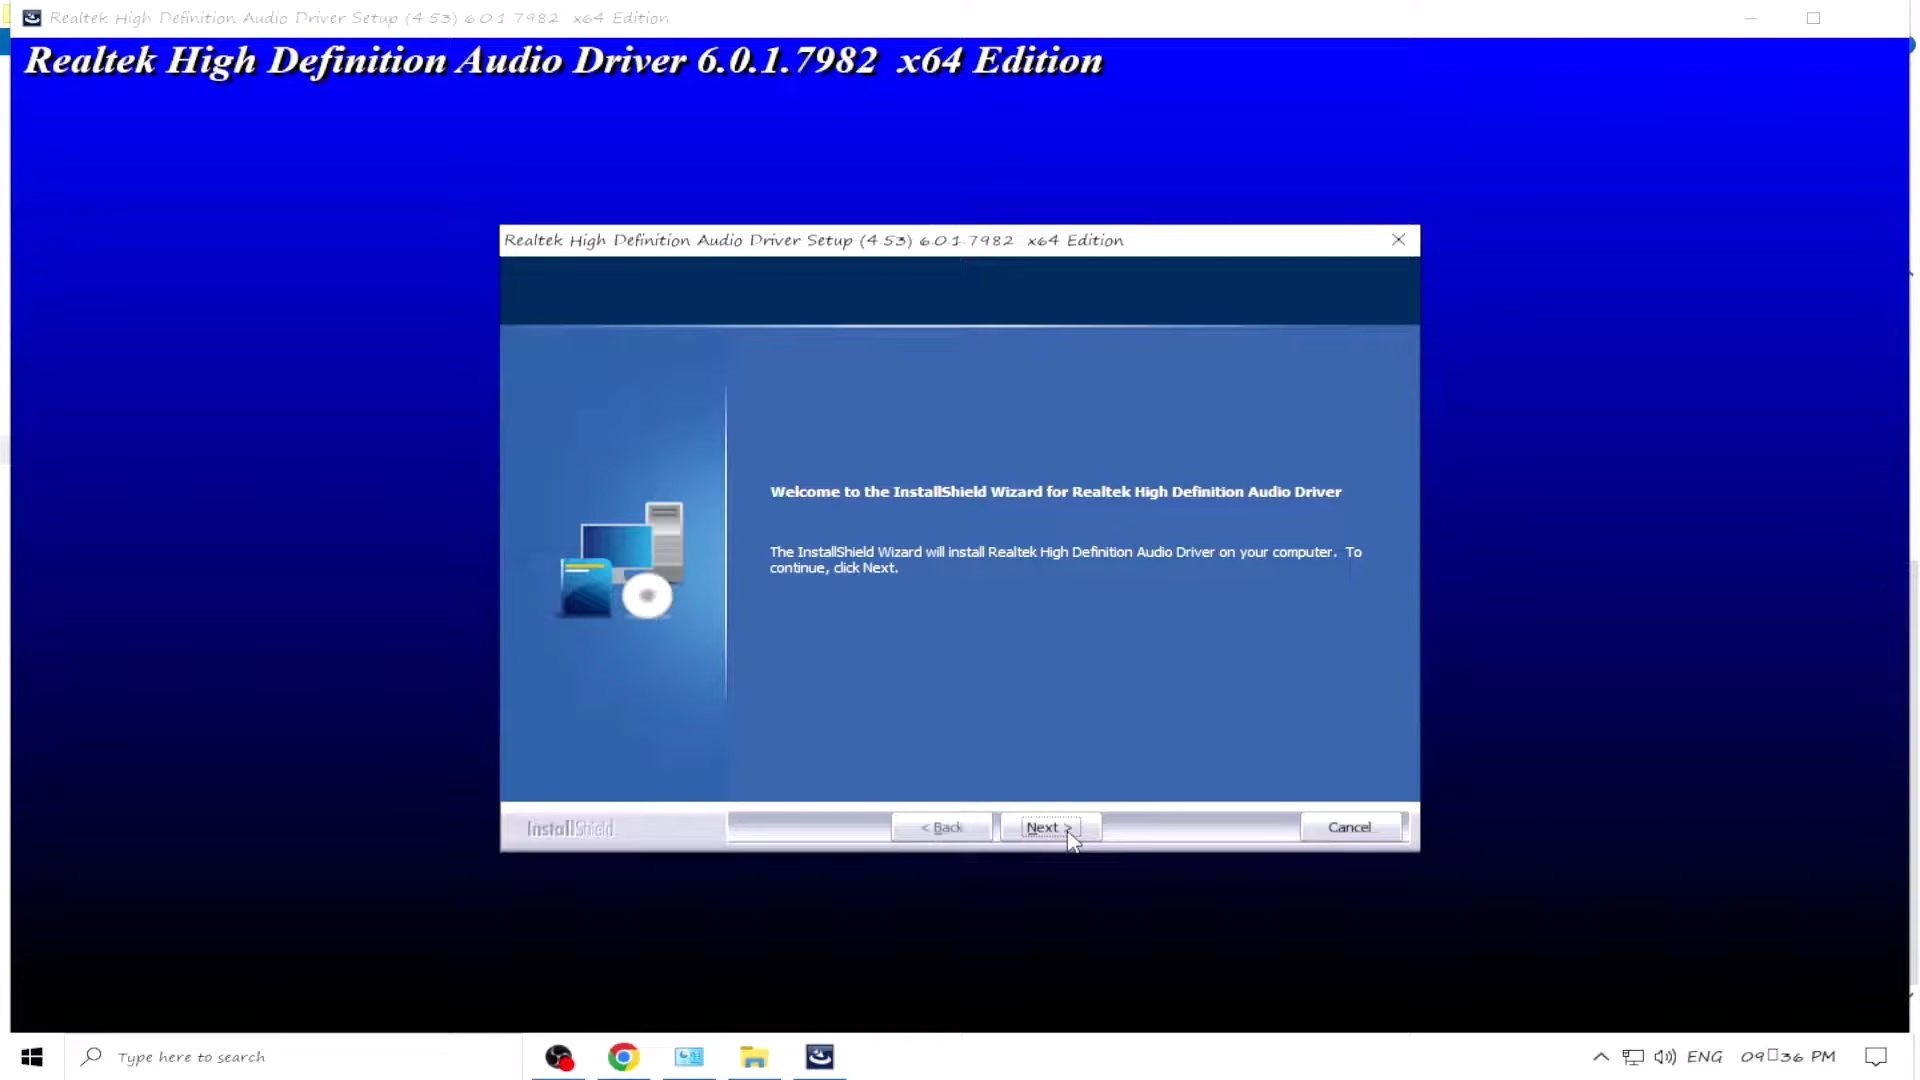 Realtek High Definition Audio Driver Setup (4.53) 6.0.1.7982 x64 Edition
Realtek High Definition Audio Driver 6.0.1.7982 x64 Edition
Realtek High Definition Audio Driver Setup (4.53) 6.0.1.7982 x64 Edition
Welcome to the InstallShield Wizard for Realtek High Definition Audio Driver
The InstallShield Wizard will install Realtek High Definition Audio Driver on your computer. To
continue, click Next.
InstallShield
< Back
Next >
Cancel
Type here to search
ENG
09▯36 PM